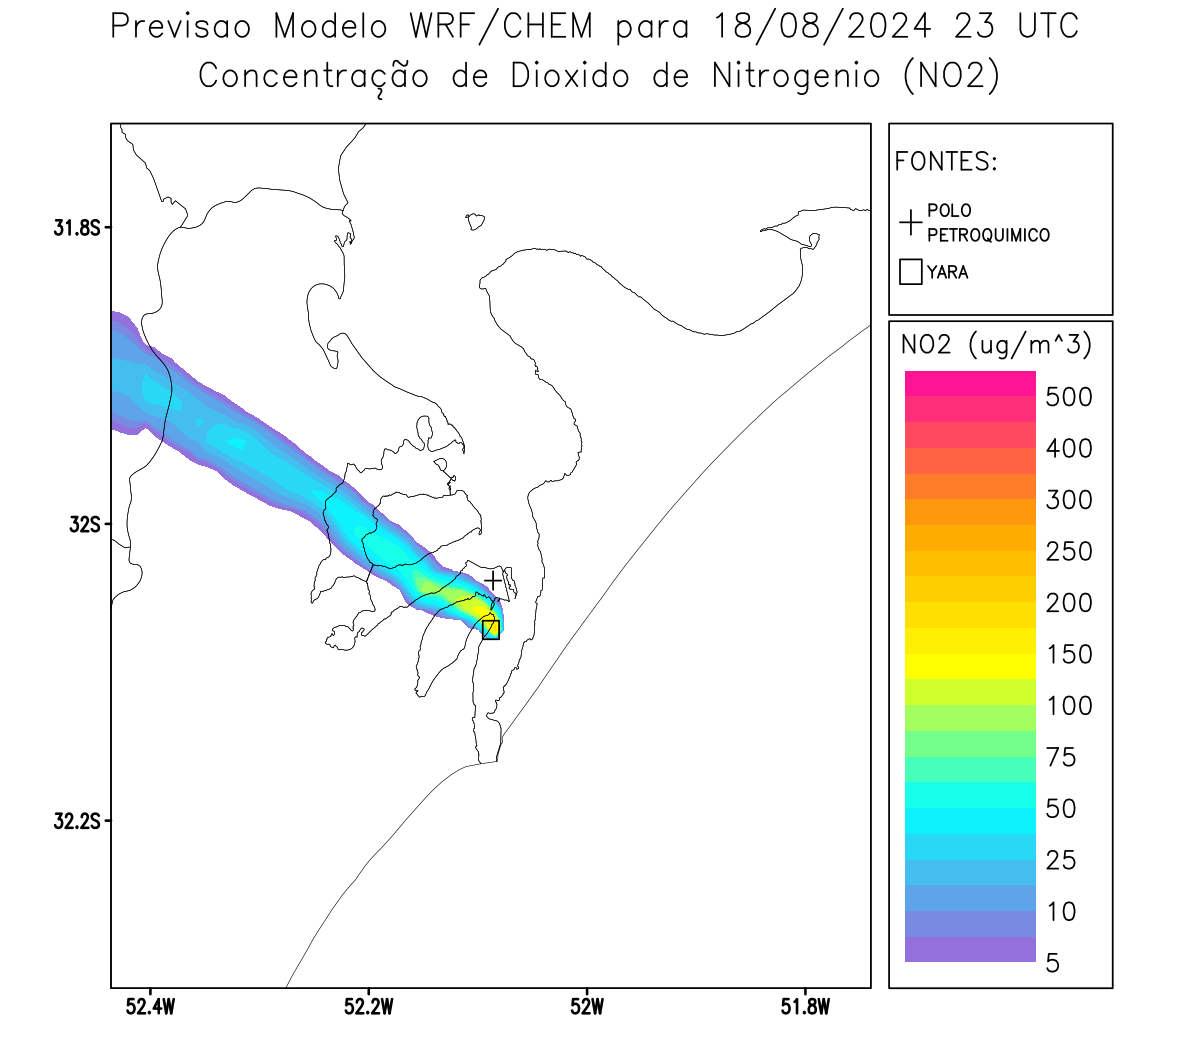 Previsao Modelo WRF/CHEM para 18/08/2024 23 UTC
Concentração de Dioxido de Nitrogenio (NO2)
FONTES:
POLO
PETROQUIMICO
YARA
NO2 (ug/m^3)
500
400
300
250
200
150
100
75
50
25
10
5
31.8S
32S
32.2S
52.4W
52.2W
52W
51.8W